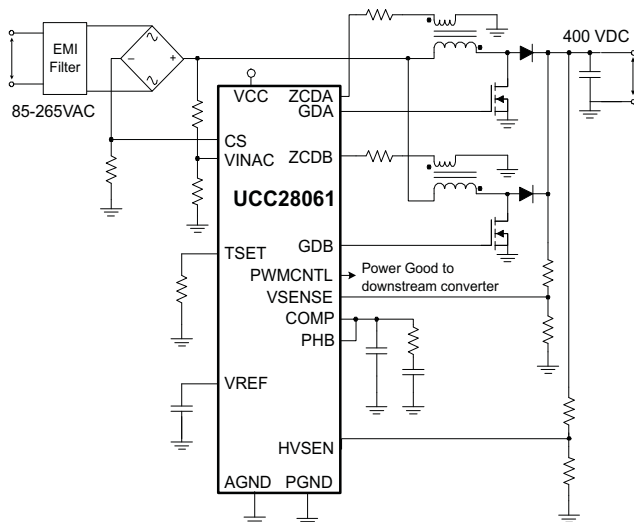 EMI
Filter
85-265VAC
400 VDC
VCC
ZCDA
GDA
CS
VINAC
ZCDB
UCC28061
TSET
GDB
PWMCNTL
Power Good to
downstream converter
VSENSE
COMP
PHB
VREF
HVSEN
AGND
PGND